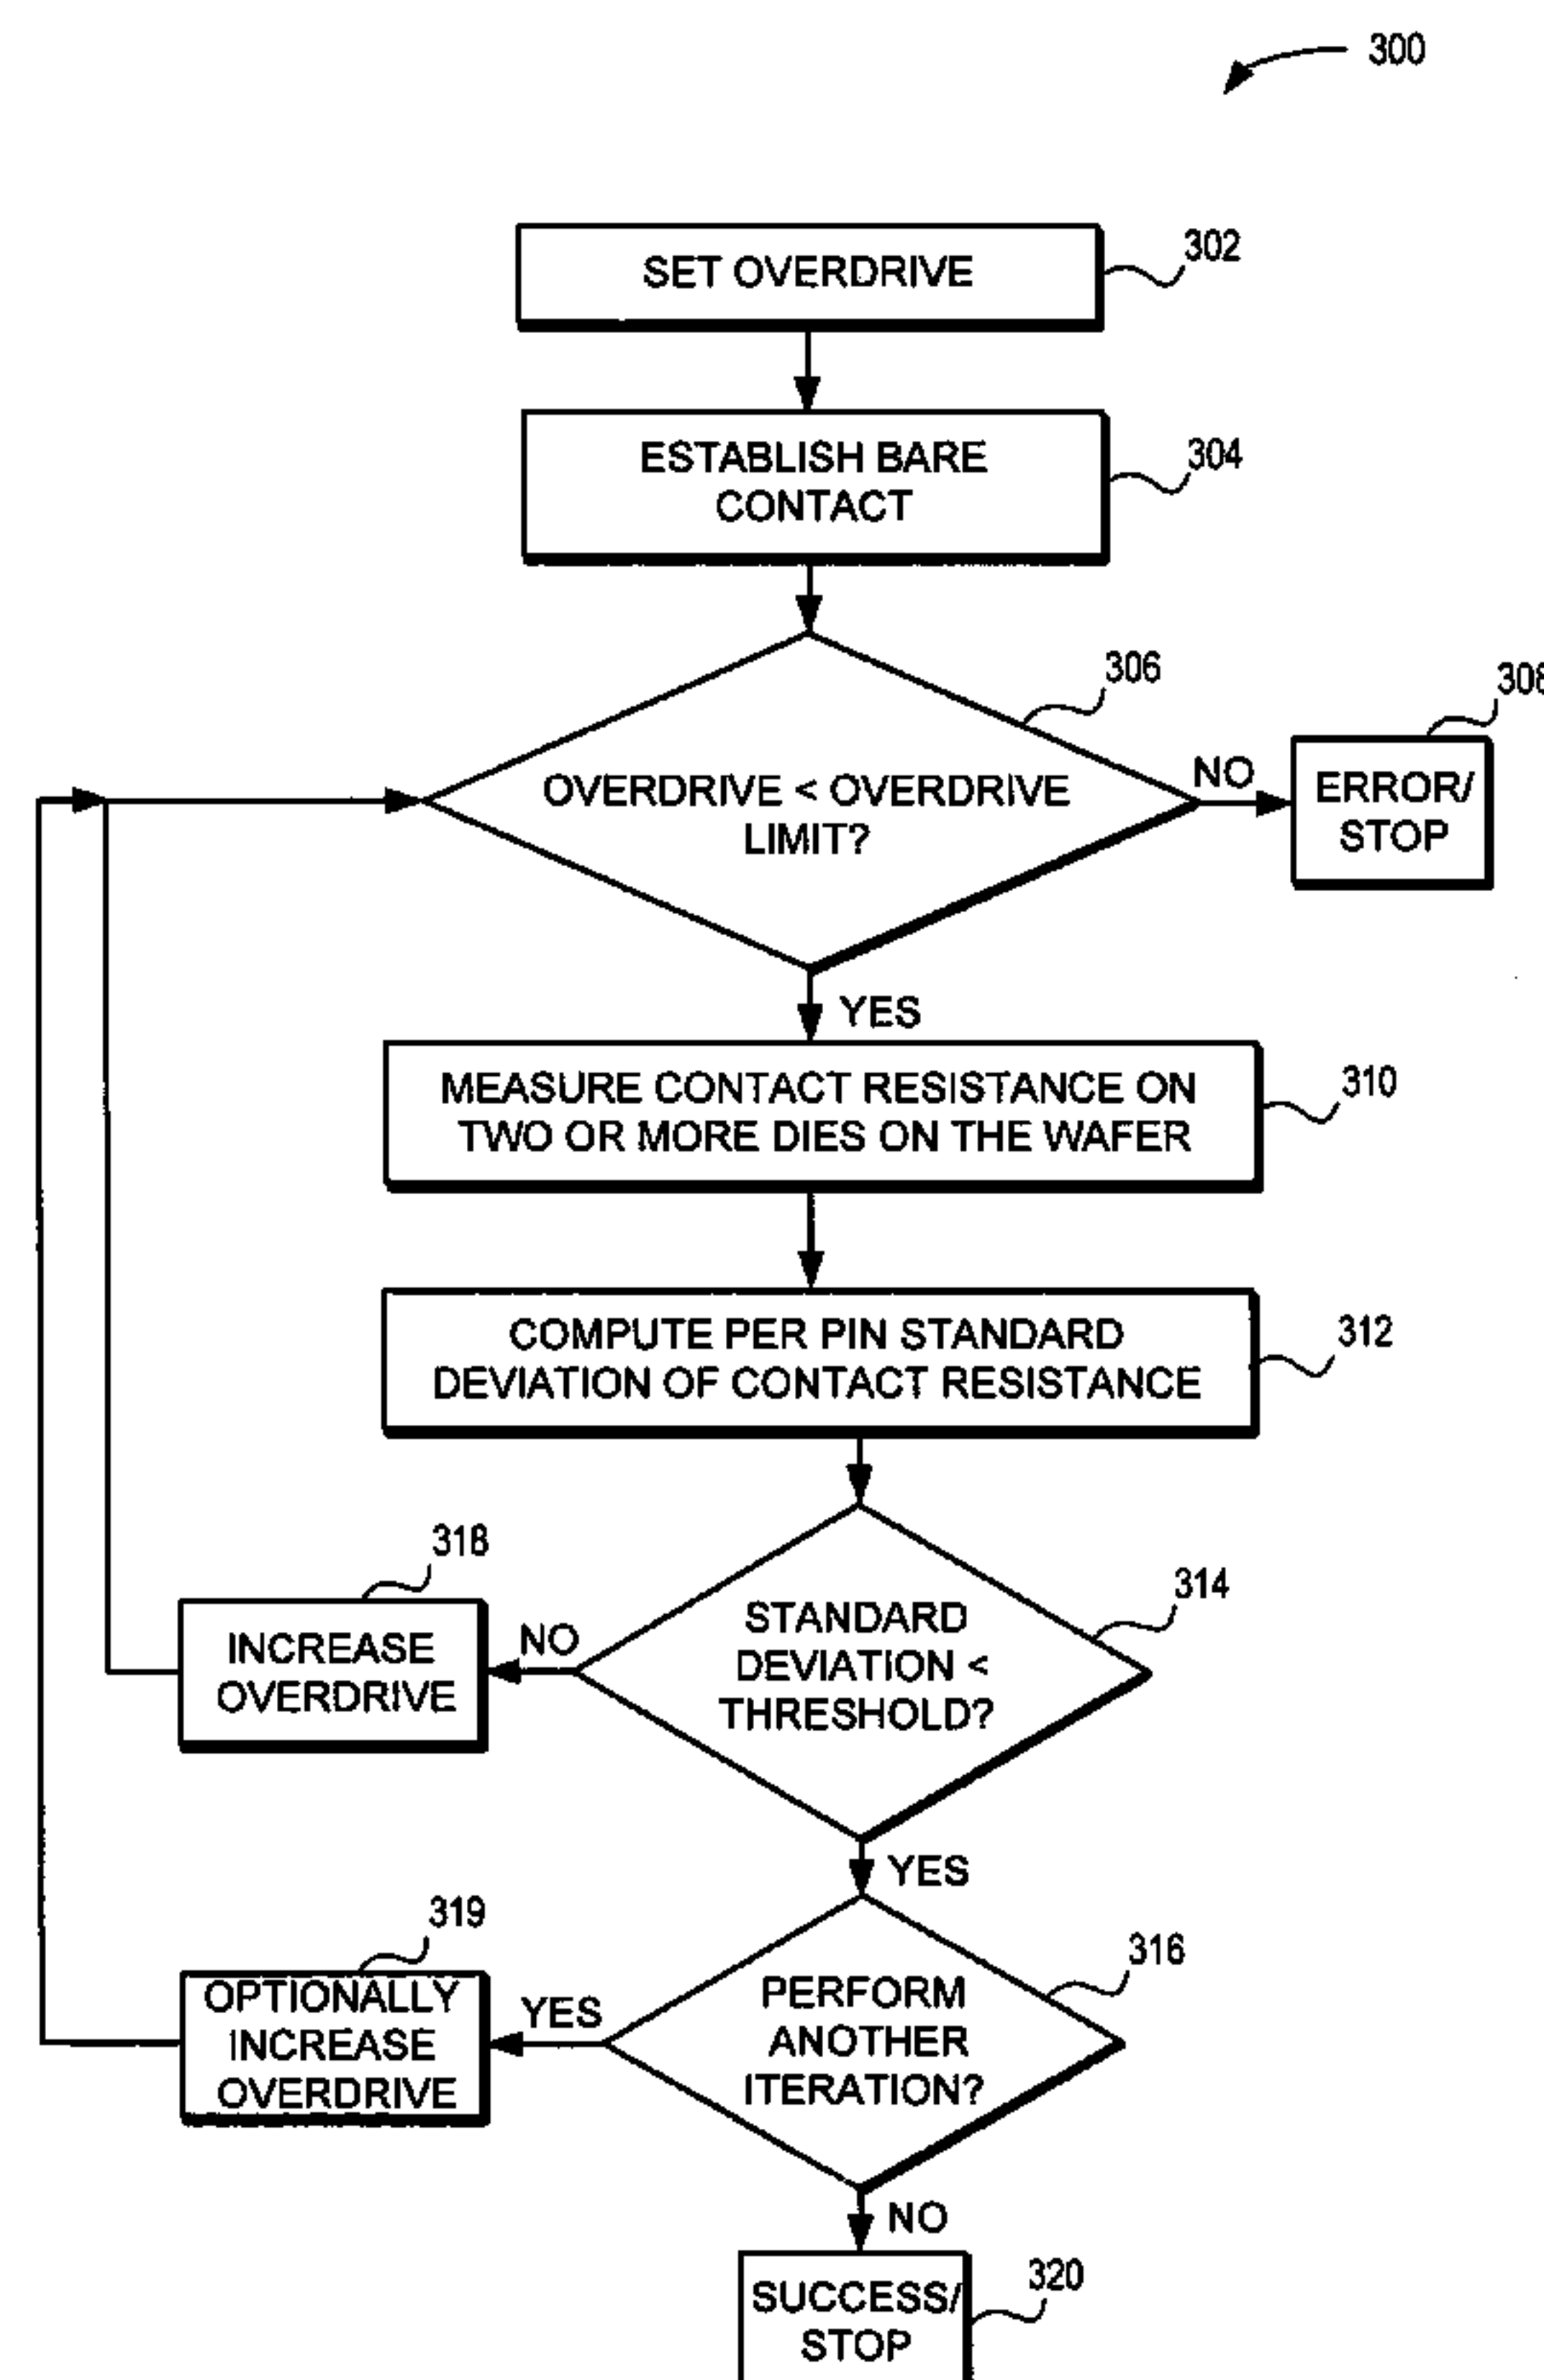 300
SET OVERDRIVE
302
ESTABLISH BARE
CONTACT
304
306
308
OVERDRIVE < OVERDRIVE
LIMIT?
NO
ERROR/
STOP
YES
MEASURE CONTACT RESISTANCE ON
TWO OR MORE DIES ON THE WAFER
310
COMPUTE PER PIN STANDARD
DEVIATION OF CONTACT RESISTANCE
312
318
INCREASE
OVERDRIVE
NO
STANDARD
DEVIATION <
THRESHOLD?
314
YES
319
OPTIONALLY
INCREASE
OVERDRIVE
YES
PERFORM
ANOTHER
ITERATION?
316
NO
SUCCESS/
STOP
320